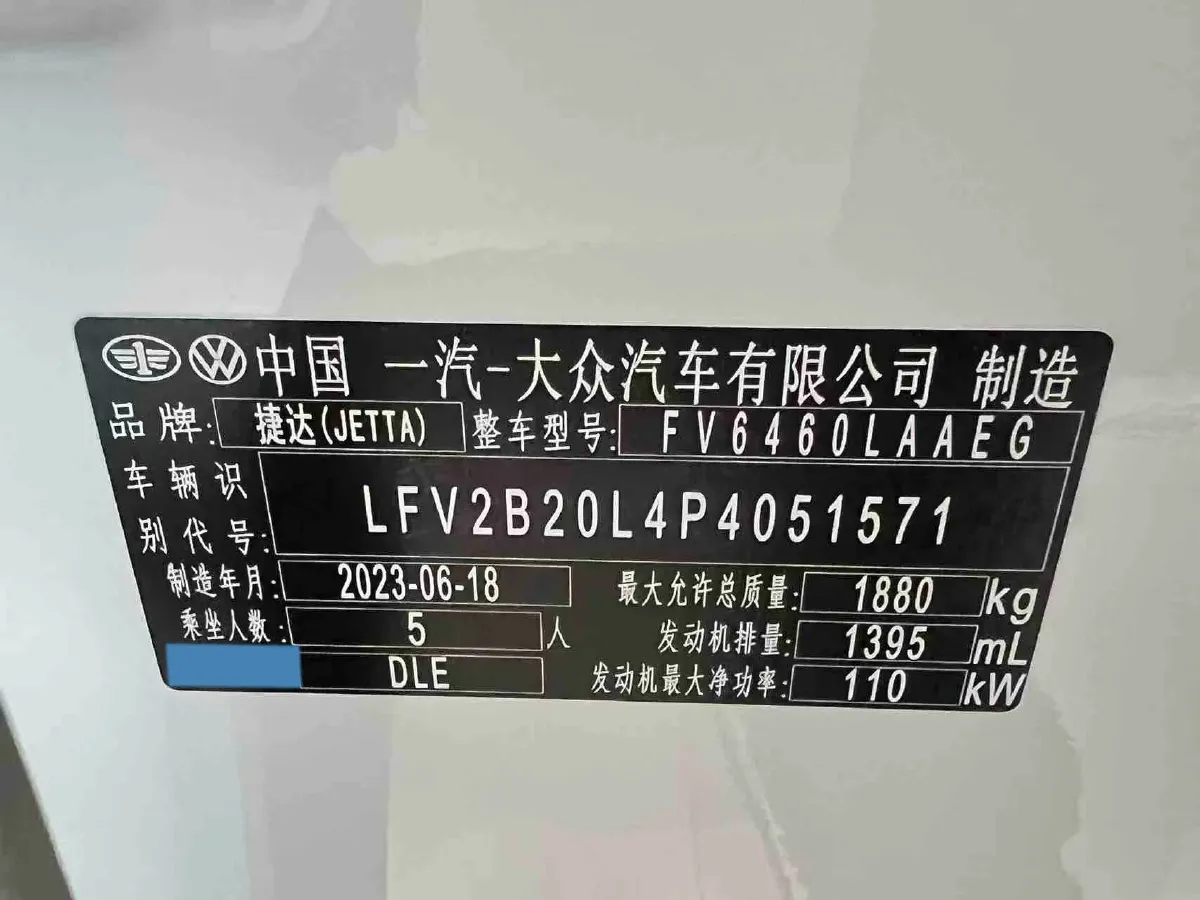 中国 一汽-大众汽车有限公司 制造
品牌: 捷达(JETTA) 整车型号: FV6460LAAEG
车辆识别代号: LFV2B20L4P4051571
制造年月: 2023-06-18 最大允许总质量: 1880 kg
乘坐人数: 5 人 发动机排量: 1395 mL
DLE 发动机最大净功率: 110 kW